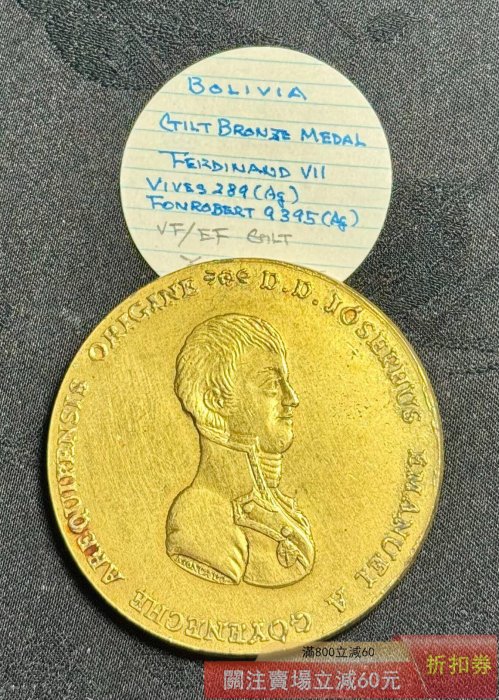 BOLIVIA
GILT BRONZE MEDAL
FERDINAND VII
VIVES 289 (Ag)
FONROBERT 9395 (Ag)
VF/EF GILT
D.D. IOSEPHUS EMANUEL A GOYENECHE AREQUIPENSIS ORIGINE
滿800立減60
折扣券
關注賣場立減60元